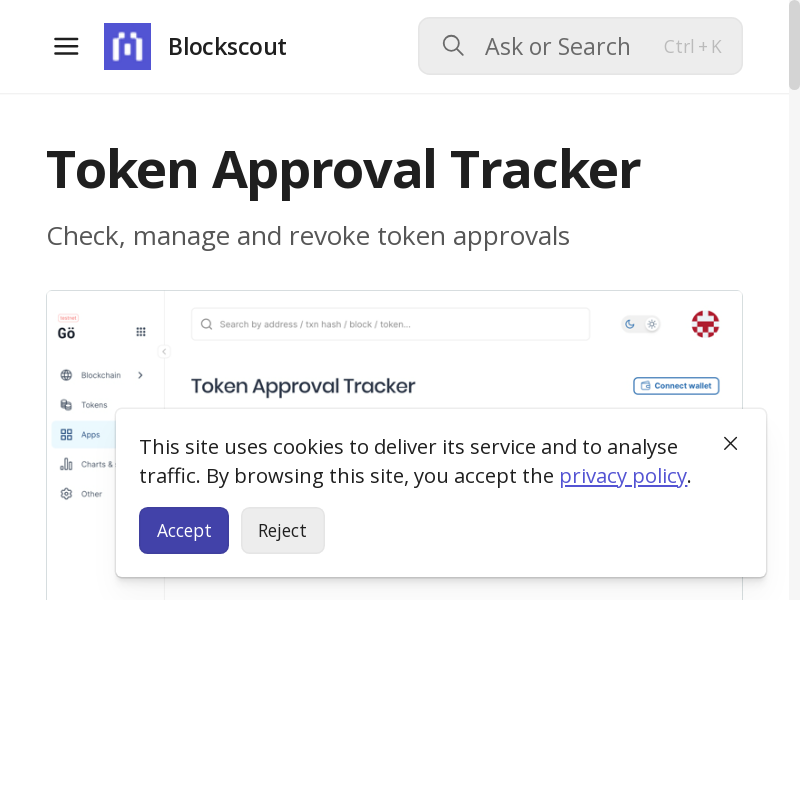 Blockscout
Ask or Search
Ctrl + K
Token Approval Tracker
Check, manage and revoke token approvals
Gö
Search by address / txn hash / block / token...
Blockchain
Token Approval Tracker
Connect wallet
Tokens
Apps
Charts &
Other
This site uses cookies to deliver its service and to analyse
traffic. By browsing this site, you accept the privacy policy.
Accept
Reject